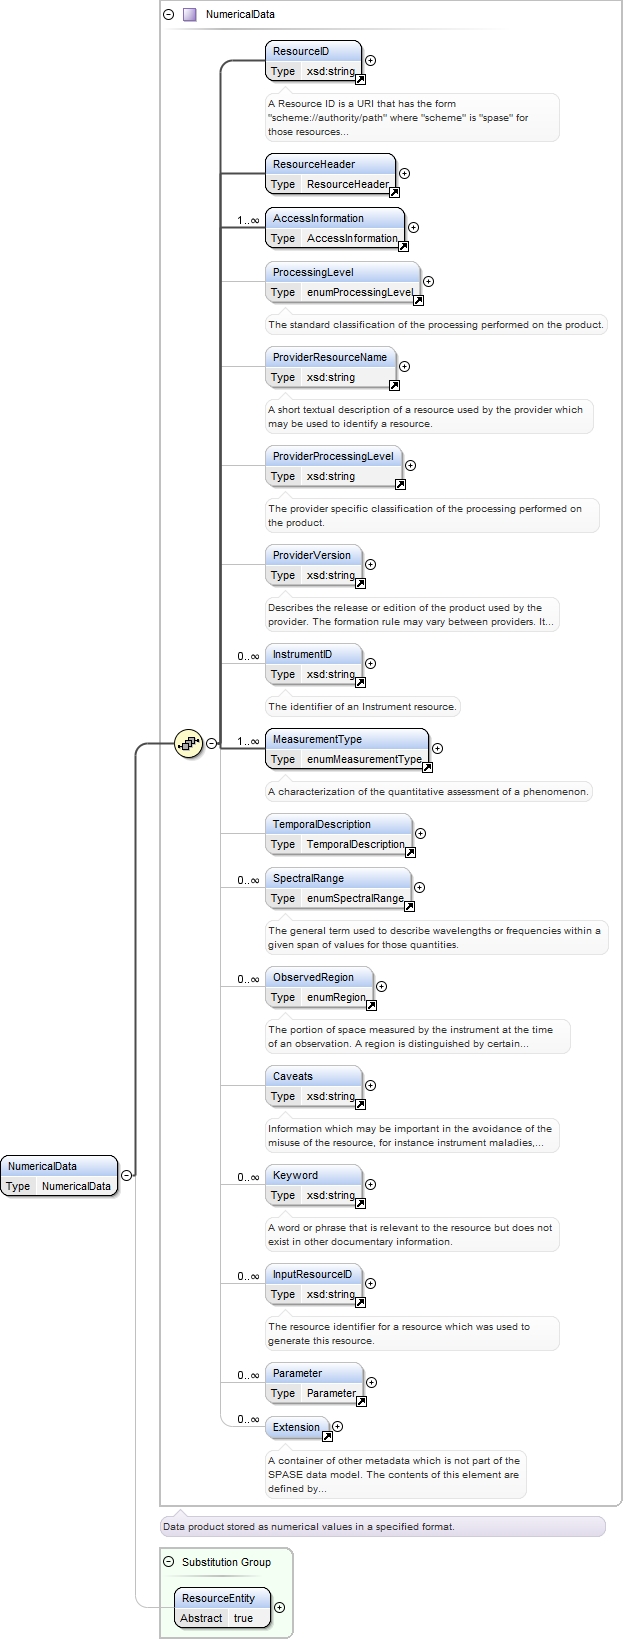 NumericalData
ResourceID
Type xsd:string
A Resource ID is a URI that has the form
"scheme://authority/path" where "scheme" is "spase" for
those resources...
ResourceHeader
Type ResourceHeader
1..∞
AccessInformation
Type AccessInformation
ProcessingLevel
Type enumProcessingLevel
The standard classification of the processing performed on the product.
ProviderResourceName
Type xsd:string
A short textual description of a resource used by the provider which
may be used to identify a resource.
ProviderProcessingLevel
Type xsd:string
The provider specific classification of the processing performed on
the product.
ProviderVersion
Type xsd:string
Describes the release or edition of the product used by the
provider. The formation rule may vary between providers. It...
0..∞
InstrumentID
Type xsd:string
The identifier of an Instrument resource.
1..∞
MeasurementType
Type enumMeasurementType
A characterization of the quantitative assessment of a phenomenon.
TemporalDescription
Type TemporalDescription
0..∞
SpectralRange
Type enumSpectralRange
The general term used to describe wavelengths or frequencies within a
given span of values for those quantities.
0..∞
ObservedRegion
Type enumRegion
The portion of space measured by the instrument at the time
of an observation. A region is distinguished by certain...
Caveats
Type xsd:string
Information which may be important in the avoidance of the
misuse of the resource, for instance instrument maladies,...
NumericalData
Type NumericalData
0..∞
Keyword
Type xsd:string
A word or phrase that is relevant to the resource but does not
exist in other documentary information.
0..∞
InputResourceID
Type xsd:string
The resource identifier for a resource which was used to
generate this resource.
0..∞
Parameter
Type Parameter
0..∞
Extension
A container of other metadata which is not part of the
SPASE data model. The contents of this element are
defined by...
Data product stored as numerical values in a specified format.
Substitution Group
ResourceEntity
Abstract true